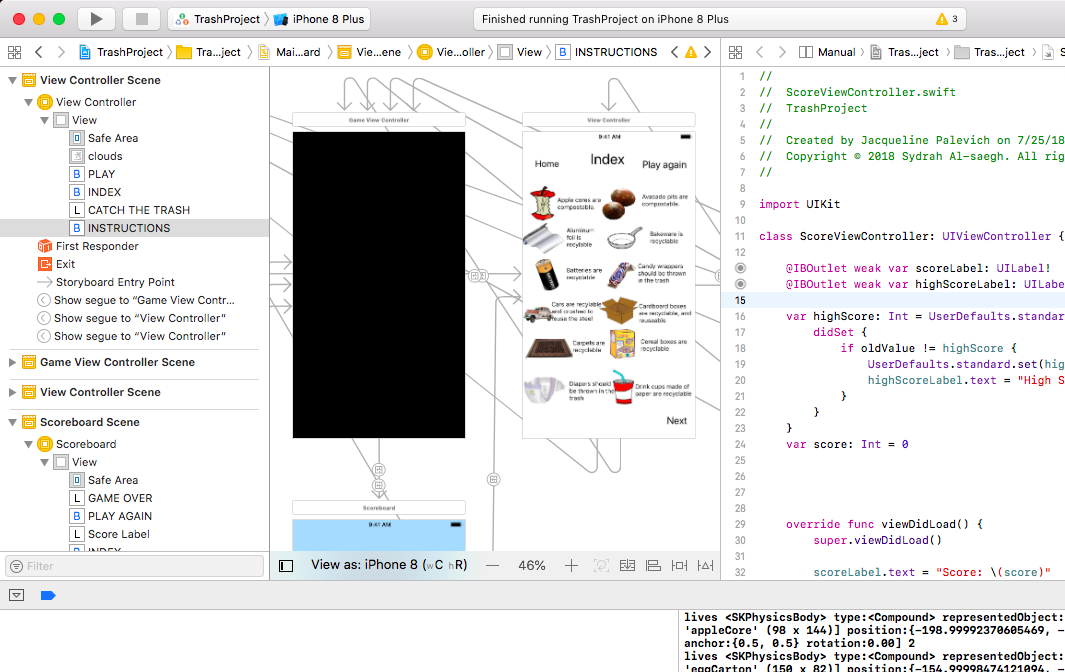 TrashProject iPhone 8 Plus
Finished running TrashProject on iPhone 8 Plus
3
TrashProject Tra...ject Mai...ard Vie...ene Vie...oller View B INSTRUCTIONS
Manual Tras...ject Tras...ject S
View Controller Scene
View Controller
View
Safe Area
clouds
B PLAY
B INDEX
L CATCH THE TRASH
B INSTRUCTIONS
First Responder
Exit
Storyboard Entry Point
Show segue to “Game View Contr...
Show segue to “View Controller”
Show segue to “View Controller”
Game View Controller Scene
View Controller Scene
Scoreboard Scene
Scoreboard
View
Safe Area
L GAME OVER
B PLAY AGAIN
L Score Label
B INDEX
Filter
Game View Controller
View Controller
9:41 AM
Home
Index
Play again
Apple cores are
compostable.
Avocado pits are
compostable.
Aluminum
foil is
recylable
Bakeware is
recyclable
Batteries are
recyclable
Candy wrappers
should be thrown
in the trash
Cars are recylable
and crushed to
reuse the steel
Cardboard boxes
are recyclable, and
reuseable
Carpets are
recyclable
Cereal boxes are
recyclable
Diapers should
be thrown in the
trash
Drink cups made of
paper are recyclable
Next
Scoreboard
9:41 AM
View as: iPhone 8 (wC hR)
46%
1 //
2 // ScoreViewController.swift
3 // TrashProject
4 //
5 // Created by Jacqueline Palevich on 7/25/18
6 // Copyright © 2018 Sydrah Al-saegh. All rig
7 //
8
9 import UIKit
10
11 class ScoreViewController: UIViewController {
12
@IBOutlet weak var scoreLabel: UILabel!
@IBOutlet weak var highScoreLabel: UILabe
15
16 var highScore: Int = UserDefaults.standar
17 didSet {
18 if oldValue != highScore {
19 UserDefaults.standard.set(hig
20 highScoreLabel.text = "High S
21 }
22 }
23 }
24 var score: Int = 0
25
26
27
28
29 override func viewDidLoad() {
30 super.viewDidLoad()
31
32 scoreLabel.text = "Score: \(score)"
lives <SKPhysicsBody> type:<Compound> representedObject:
'appleCore' (98 x 144)] position:{-198.99992370605469, -
anchor:{0.5, 0.5} rotation:0.00] 2
lives <SKPhysicsBody> type:<Compound> representedObject:
'eggCarton' (150 x 82)] position:{-154.99998474121094, -